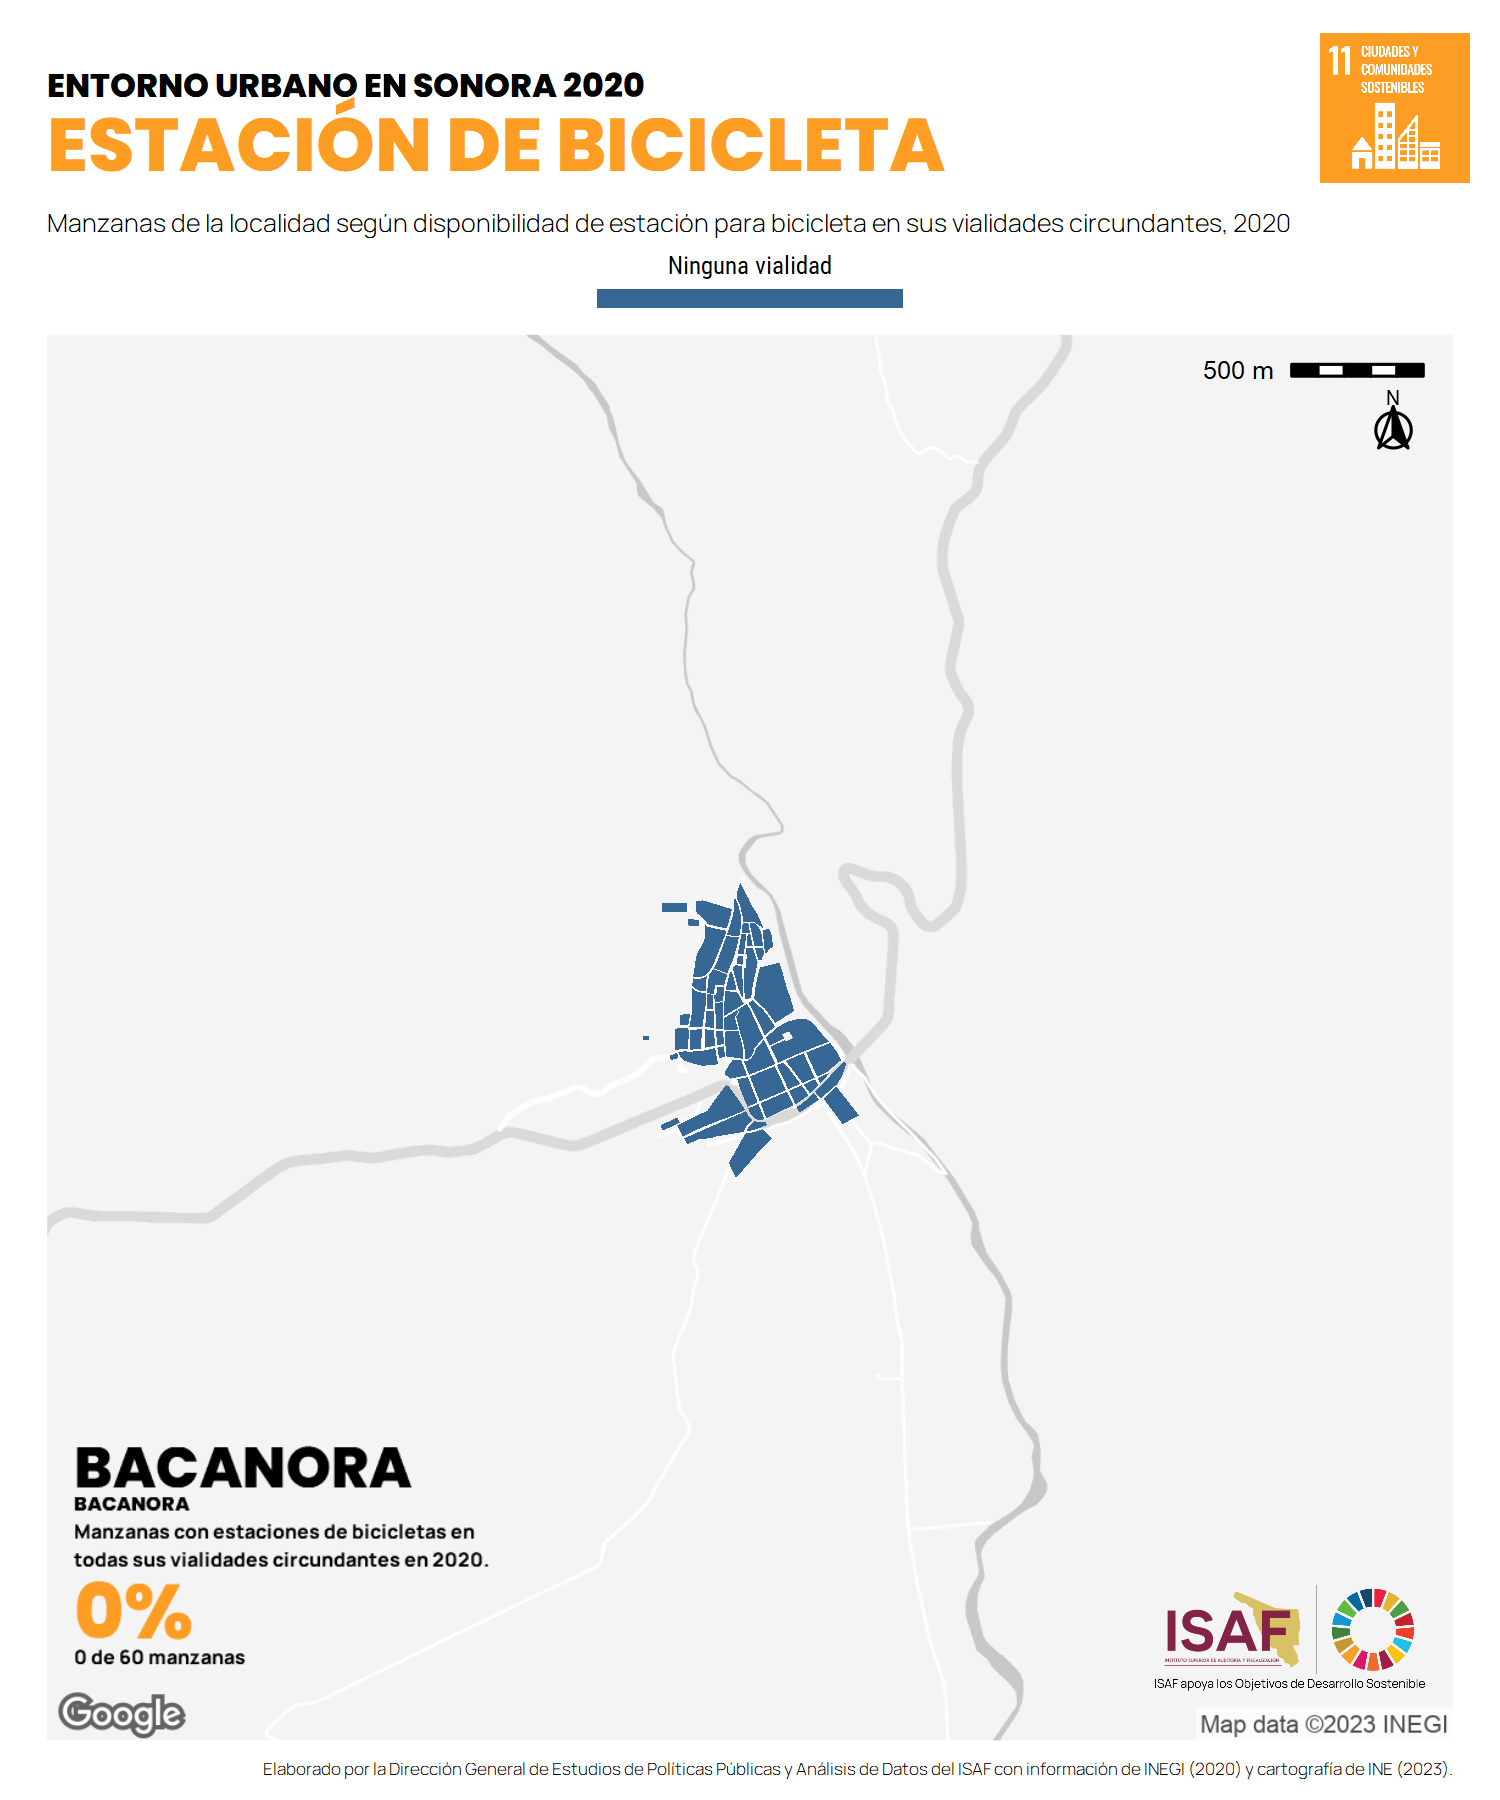 ENTORNO URBANO EN SONORA 2020
ESTACIÓN DE BICICLETA
11 CIUDADES Y
COMUNIDADES
SOSTENIBLES
Manzanas de la localidad según disponibilidad de estación para bicicleta en sus vialidades circundantes, 2020
Ninguna vialidad
500 m
N
BACANORA
BACANORA
Manzanas con estaciones de bicicletas en
todas sus vialidades circundantes en 2020.
0%
0 de 60 manzanas
Google
ISAF
INSTITUTO SUPERIOR DE AUDITORÍA Y FISCALIZACIÓN
ISAF apoya los Objetivos de Desarrollo Sostenible
Map data ©2023 INEGI
Elaborado por la Dirección General de Estudios de Políticas Públicas y Análisis de Datos del ISAF con información de INEGI (2020) y cartografía de INE (2023).